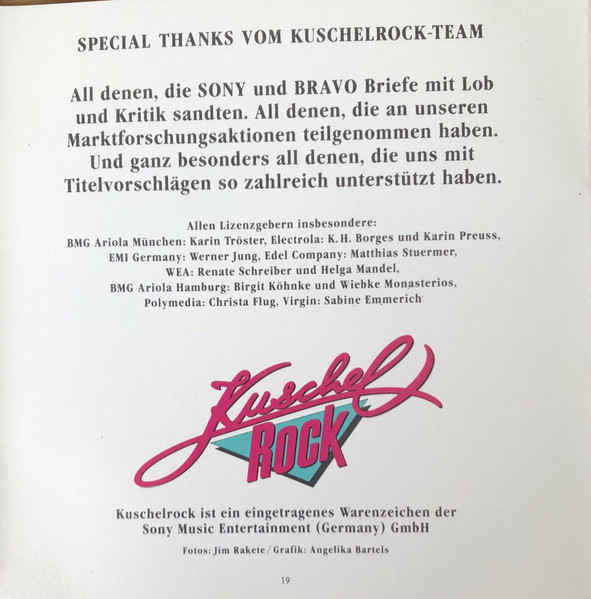 SPECIAL THANKS VOM KUSCHELROCK-TEAM
All denen, die SONY und BRAVO Briefe mit Lob
und Kritik sandten. All denen, die an unseren
Marktforschungsaktionen teilgenommen haben.
Und ganz besonders all denen, die uns mit
Titelvorschlägen so zahlreich unterstützt haben.
Allen Lizenzgebern insbesondere:
BMG Ariola München: Karin Tröster, Electrola: K. H. Borges und Karin Preuss,
EMI Germany: Werner Jung, Edel Company: Matthias Stuermer,
WEA: Renate Schreiber und Helga Mandel,
BMG Ariola Hamburg: Birgit Köhnke und Wiebke Monasterios,
Polymedia: Christa Flug, Virgin: Sabine Emmerich
Kuschel
ROCK
Kuschelrock ist ein eingetragenes Warenzeichen der
Sony Music Entertainment (Germany) GmbH
Fotos: Jim Rakete / Grafik: Angelika Bartels
19